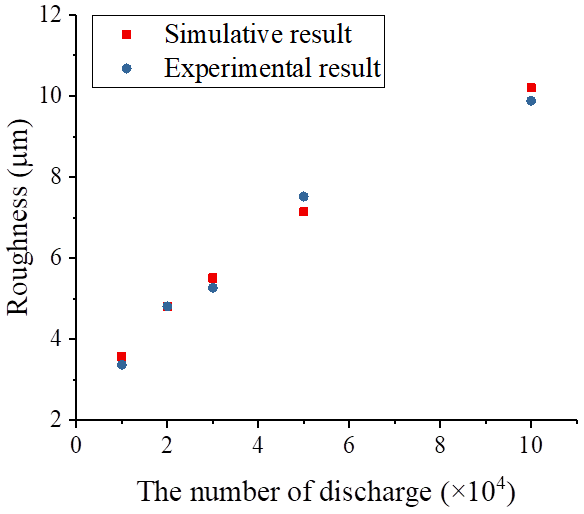 12
10
8
6
4
2
Roughness (μm)
Simulative result
Experimental result
0 2 4 6 8 10
The number of discharge (×10⁴)